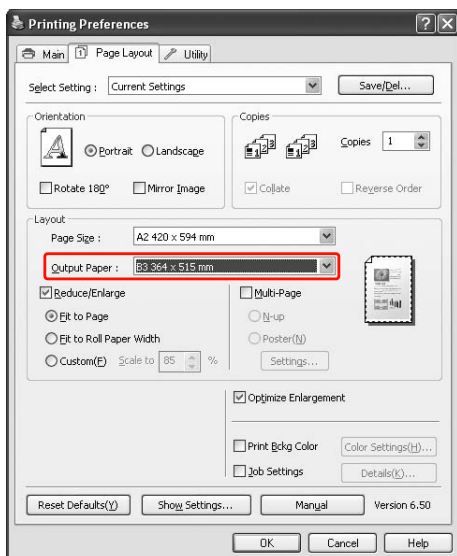 Printing Preferences
Main Page Layout Utility
Select Setting : Current Settings Save/Del...
Orientation Copies
A Portrait Landscape Copies 1
Rotate 180° Mirror Image Collate Reverse Order
Layout
Page Size : A2 420 x 594 mm
Output Paper : B3 364 x 515 mm
Reduce/Enlarge Multi-Page
Fit to Page N-up
Fit to Roll Paper Width Poster(N)
Custom(F) Scale to 85 % Settings...
Optimize Enlargement
Print Bckg Color Color Settings(H)...
Job Settings Details(K)...
Reset Defaults(Y) Show Settings... Manual Version 6.50
OK Cancel Help